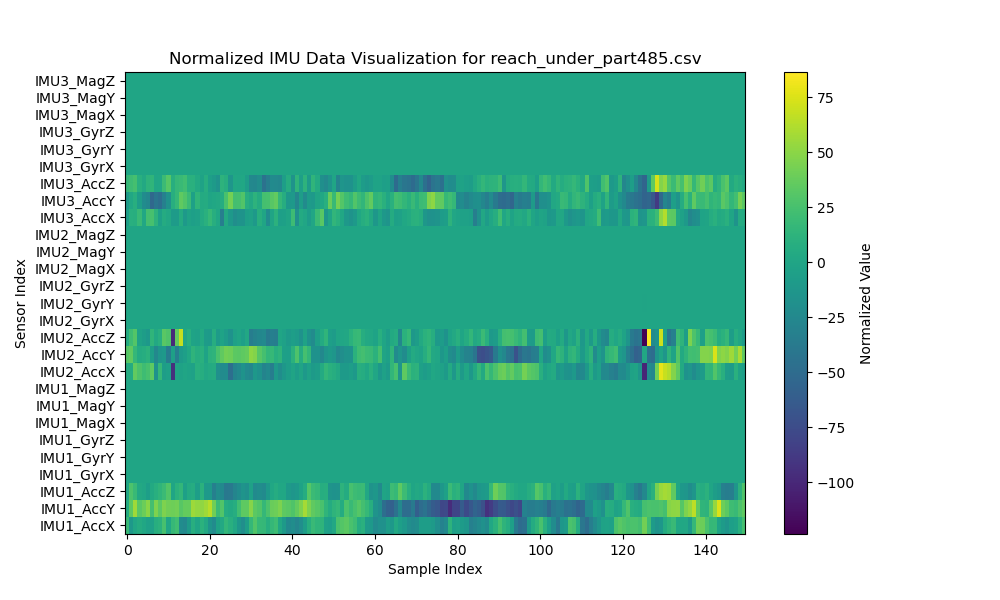 Normalized IMU Data Visualization for reach_under_part485.csv
IMU3_MagZ
IMU3_MagY
IMU3_MagX
IMU3_GyrZ
IMU3_GyrY
IMU3_GyrX
IMU3_AccZ
IMU3_AccY
IMU3_AccX
IMU2_MagZ
IMU2_MagY
IMU2_MagX
IMU2_GyrZ
IMU2_GyrY
IMU2_GyrX
IMU2_AccZ
IMU2_AccY
IMU2_AccX
IMU1_MagZ
IMU1_MagY
IMU1_MagX
IMU1_GyrZ
IMU1_GyrY
IMU1_GyrX
IMU1_AccZ
IMU1_AccY
IMU1_AccX
Sensor Index
0 20 40 60 80 100 120 140
Sample Index
75
50
25
0
−25
−50
−75
−100
Normalized Value